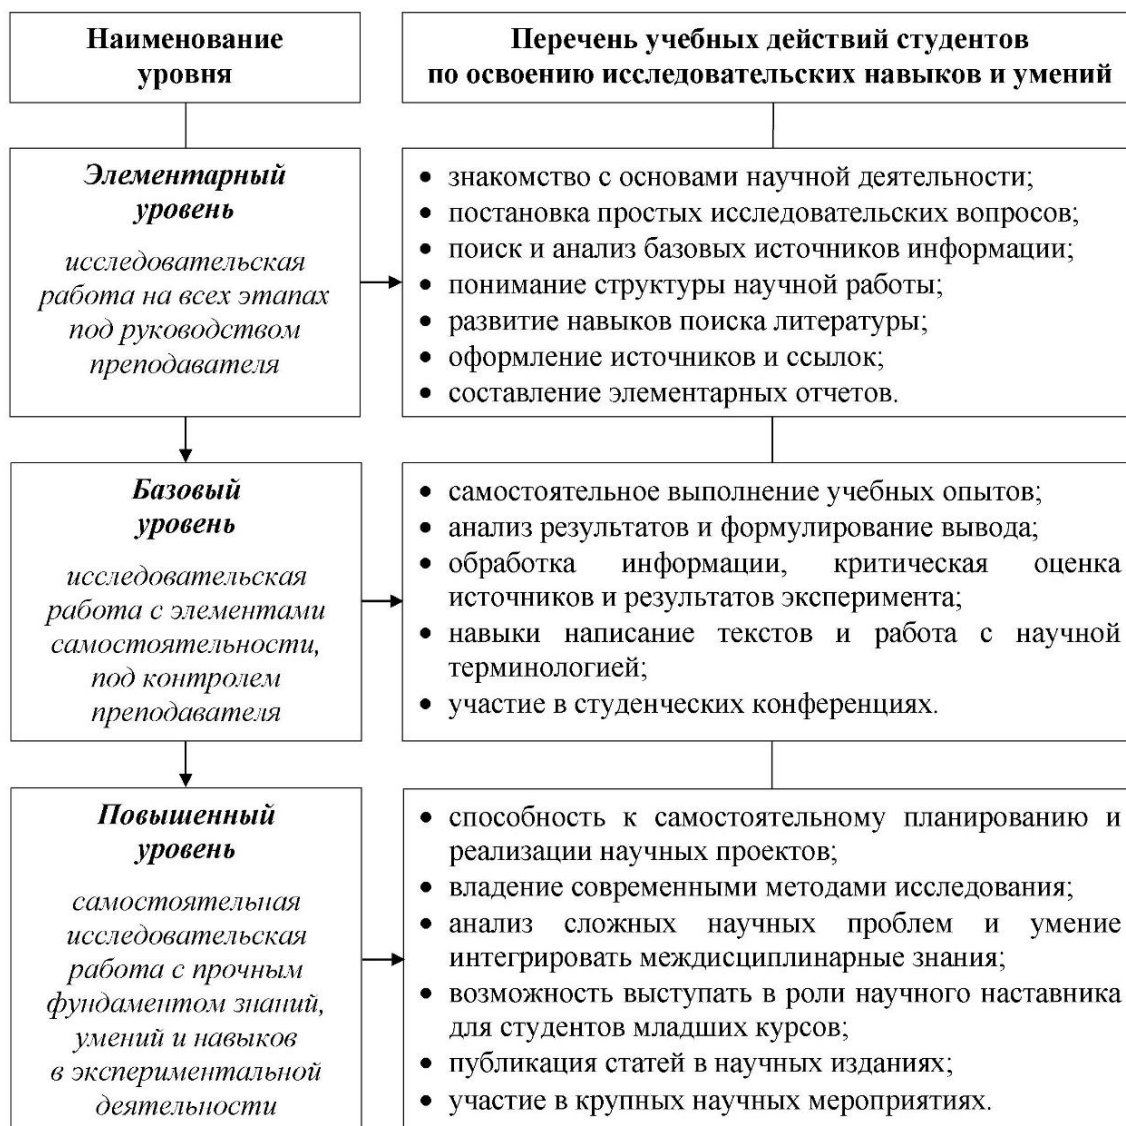 Наименование
уровня
Перечень учебных действий студентов
по освоению исследовательских навыков и умений
Элементарный
уровень
исследовательская
работа на всех этапах
под руководством
преподавателя
• знакомство с основами научной деятельности;
• постановка простых исследовательских вопросов;
• поиск и анализ базовых источников информации;
• понимание структуры научной работы;
• развитие навыков поиска литературы;
• оформление источников и ссылок;
• составление элементарных отчетов.
Базовый
уровень
исследовательская
работа с элементами
самостоятельности,
под контролем
преподавателя
• самостоятельное выполнение учебных опытов;
• анализ результатов и формулирование вывода;
• обработка информации, критическая оценка
источников и результатов эксперимента;
• навыки написание текстов и работа с научной
терминологией;
• участие в студенческих конференциях.
Повышенный
уровень
самостоятельная
исследовательская
работа с прочным
фундаментом знаний,
умений и навыков
в экспериментальной
деятельности
• способность к самостоятельному планированию и
реализации научных проектов;
• владение современными методами исследования;
• анализ сложных научных проблем и умение
интегрировать междисциплинарные знания;
• возможность выступать в роли научного наставника
для студентов младших курсов;
• публикация статей в научных изданиях;
• участие в крупных научных мероприятиях.